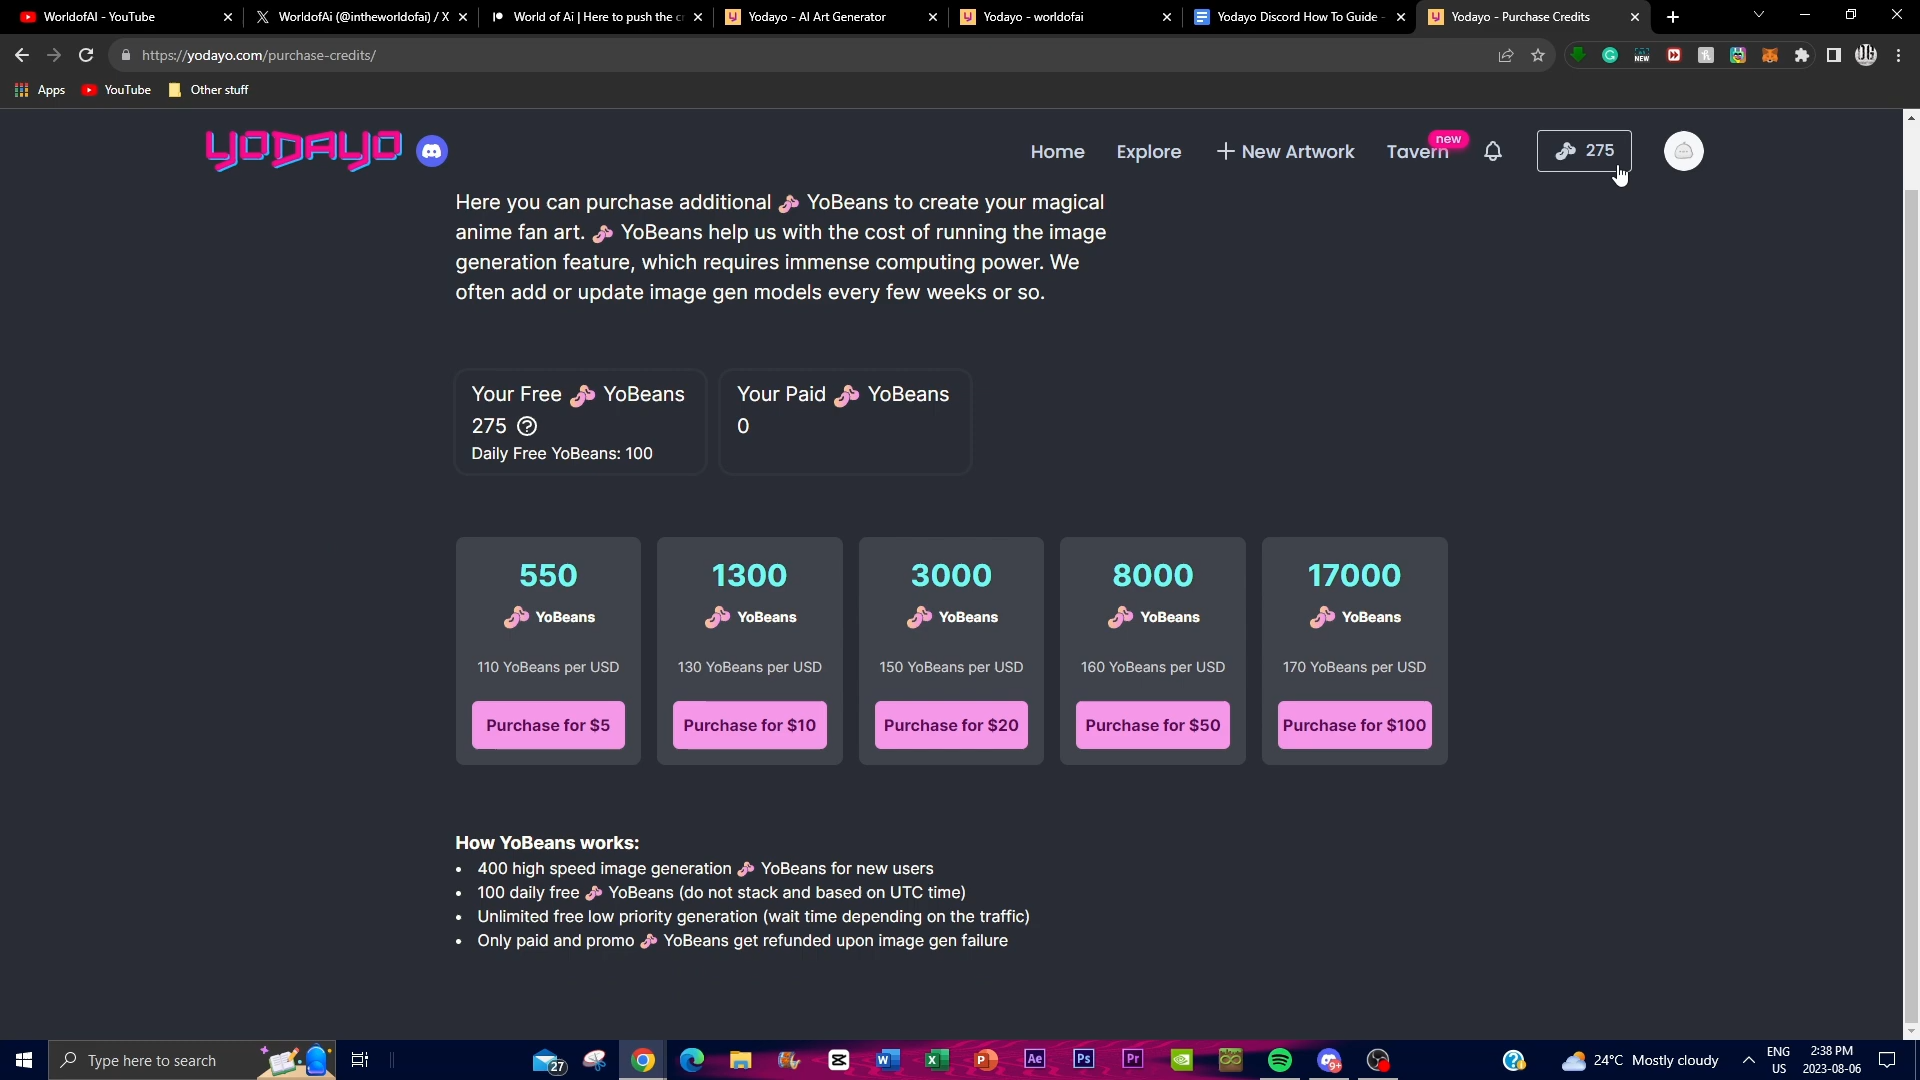 WorldofAI - YouTube
WorldofAi (@intheworldofai) / X
World of Ai | Here to push the c
Yodayo - AI Art Generator
Yodayo - worldofai
Yodayo Discord How To Guide -
Yodayo - Purchase Credits
https://yodayo.com/purchase-credits/
NEW
Apps
YouTube
Other stuff
YODAYO
Home
Explore
+ New Artwork
Tavern
new
275
Here you can purchase additional YoBeans to create your magical
anime fan art. YoBeans help us with the cost of running the image
generation feature, which requires immense computing power. We
often add or update image gen models every few weeks or so.
Your Free YoBeans
275
Daily Free YoBeans: 100
Your Paid YoBeans
0
550
YoBeans
110 YoBeans per USD
Purchase for $5
1300
YoBeans
130 YoBeans per USD
Purchase for $10
3000
YoBeans
150 YoBeans per USD
Purchase for $20
8000
YoBeans
160 YoBeans per USD
Purchase for $50
17000
YoBeans
170 YoBeans per USD
Purchase for $100
How YoBeans works:
• 400 high speed image generation YoBeans for new users
• 100 daily free YoBeans (do not stack and based on UTC time)
• Unlimited free low priority generation (wait time depending on the traffic)
• Only paid and promo YoBeans get refunded upon image gen failure
Type here to search
27
Ae
Ps
Pr
9+
24°C Mostly cloudy
ENG
US
2:38 PM
2023-08-06